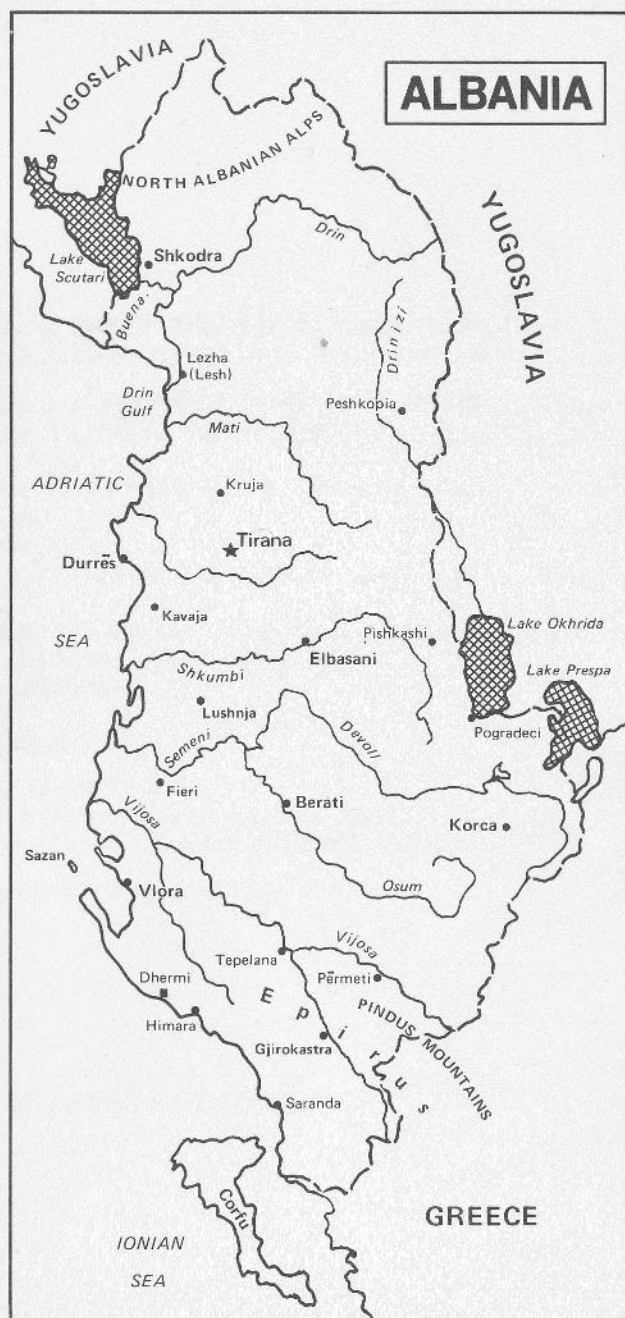 ALBANIA
YUGOSLAVIA
NORTH ALBANIAN ALPS
YUGOSLAVIA
Drin
Lake
Scutari
Shkodra
Buena.
Drinizi
Lezha
(Lesh)
Drin
Gulf
Peshkopia
Mati
ADRIATIC
Kruja
Tirana
Durrës
Kavaja
SEA
Elbasani
Pishkashi
Lake Okhrida
Lake Prespa
Shkumbi
Lushnja
Pogradeci
Semeni
Devoll
Fieri
Berati
Korca
Vijosa
Sazan
Vlora
Osum
Vijosa
Tepelana
Përmeti
Dhermi
Epirus
Himara
PINDUS MOUNTAINS
Gjirokastra
Saranda
Corfu
GREECE
IONIAN
SEA